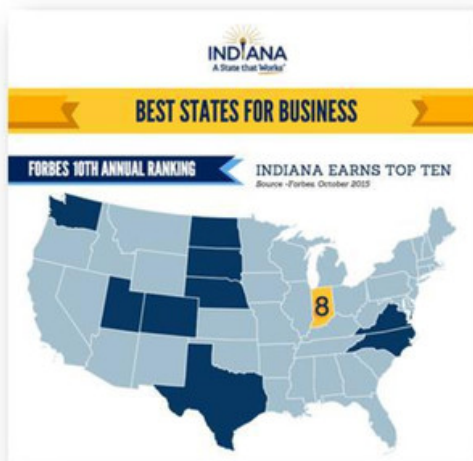 INDIANA
A State that Works
BEST STATES FOR BUSINESS
FORBES 10TH ANNUAL RANKING
INDIANA EARNS TOP TEN
Source -Forbes, October 2015
8